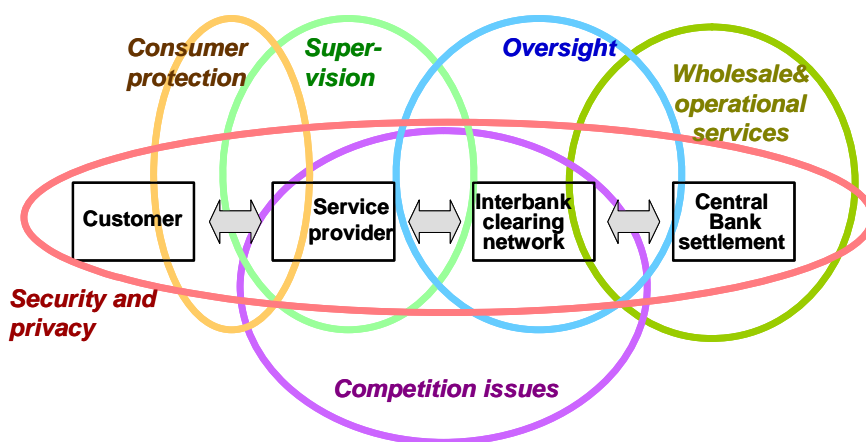 Consumer
protection
Super-
vision
Oversight
Wholesale&
operational
services
Customer
Service
provider
Interbank
clearing
network
Central
Bank
settlement
Security and
privacy
Competition issues